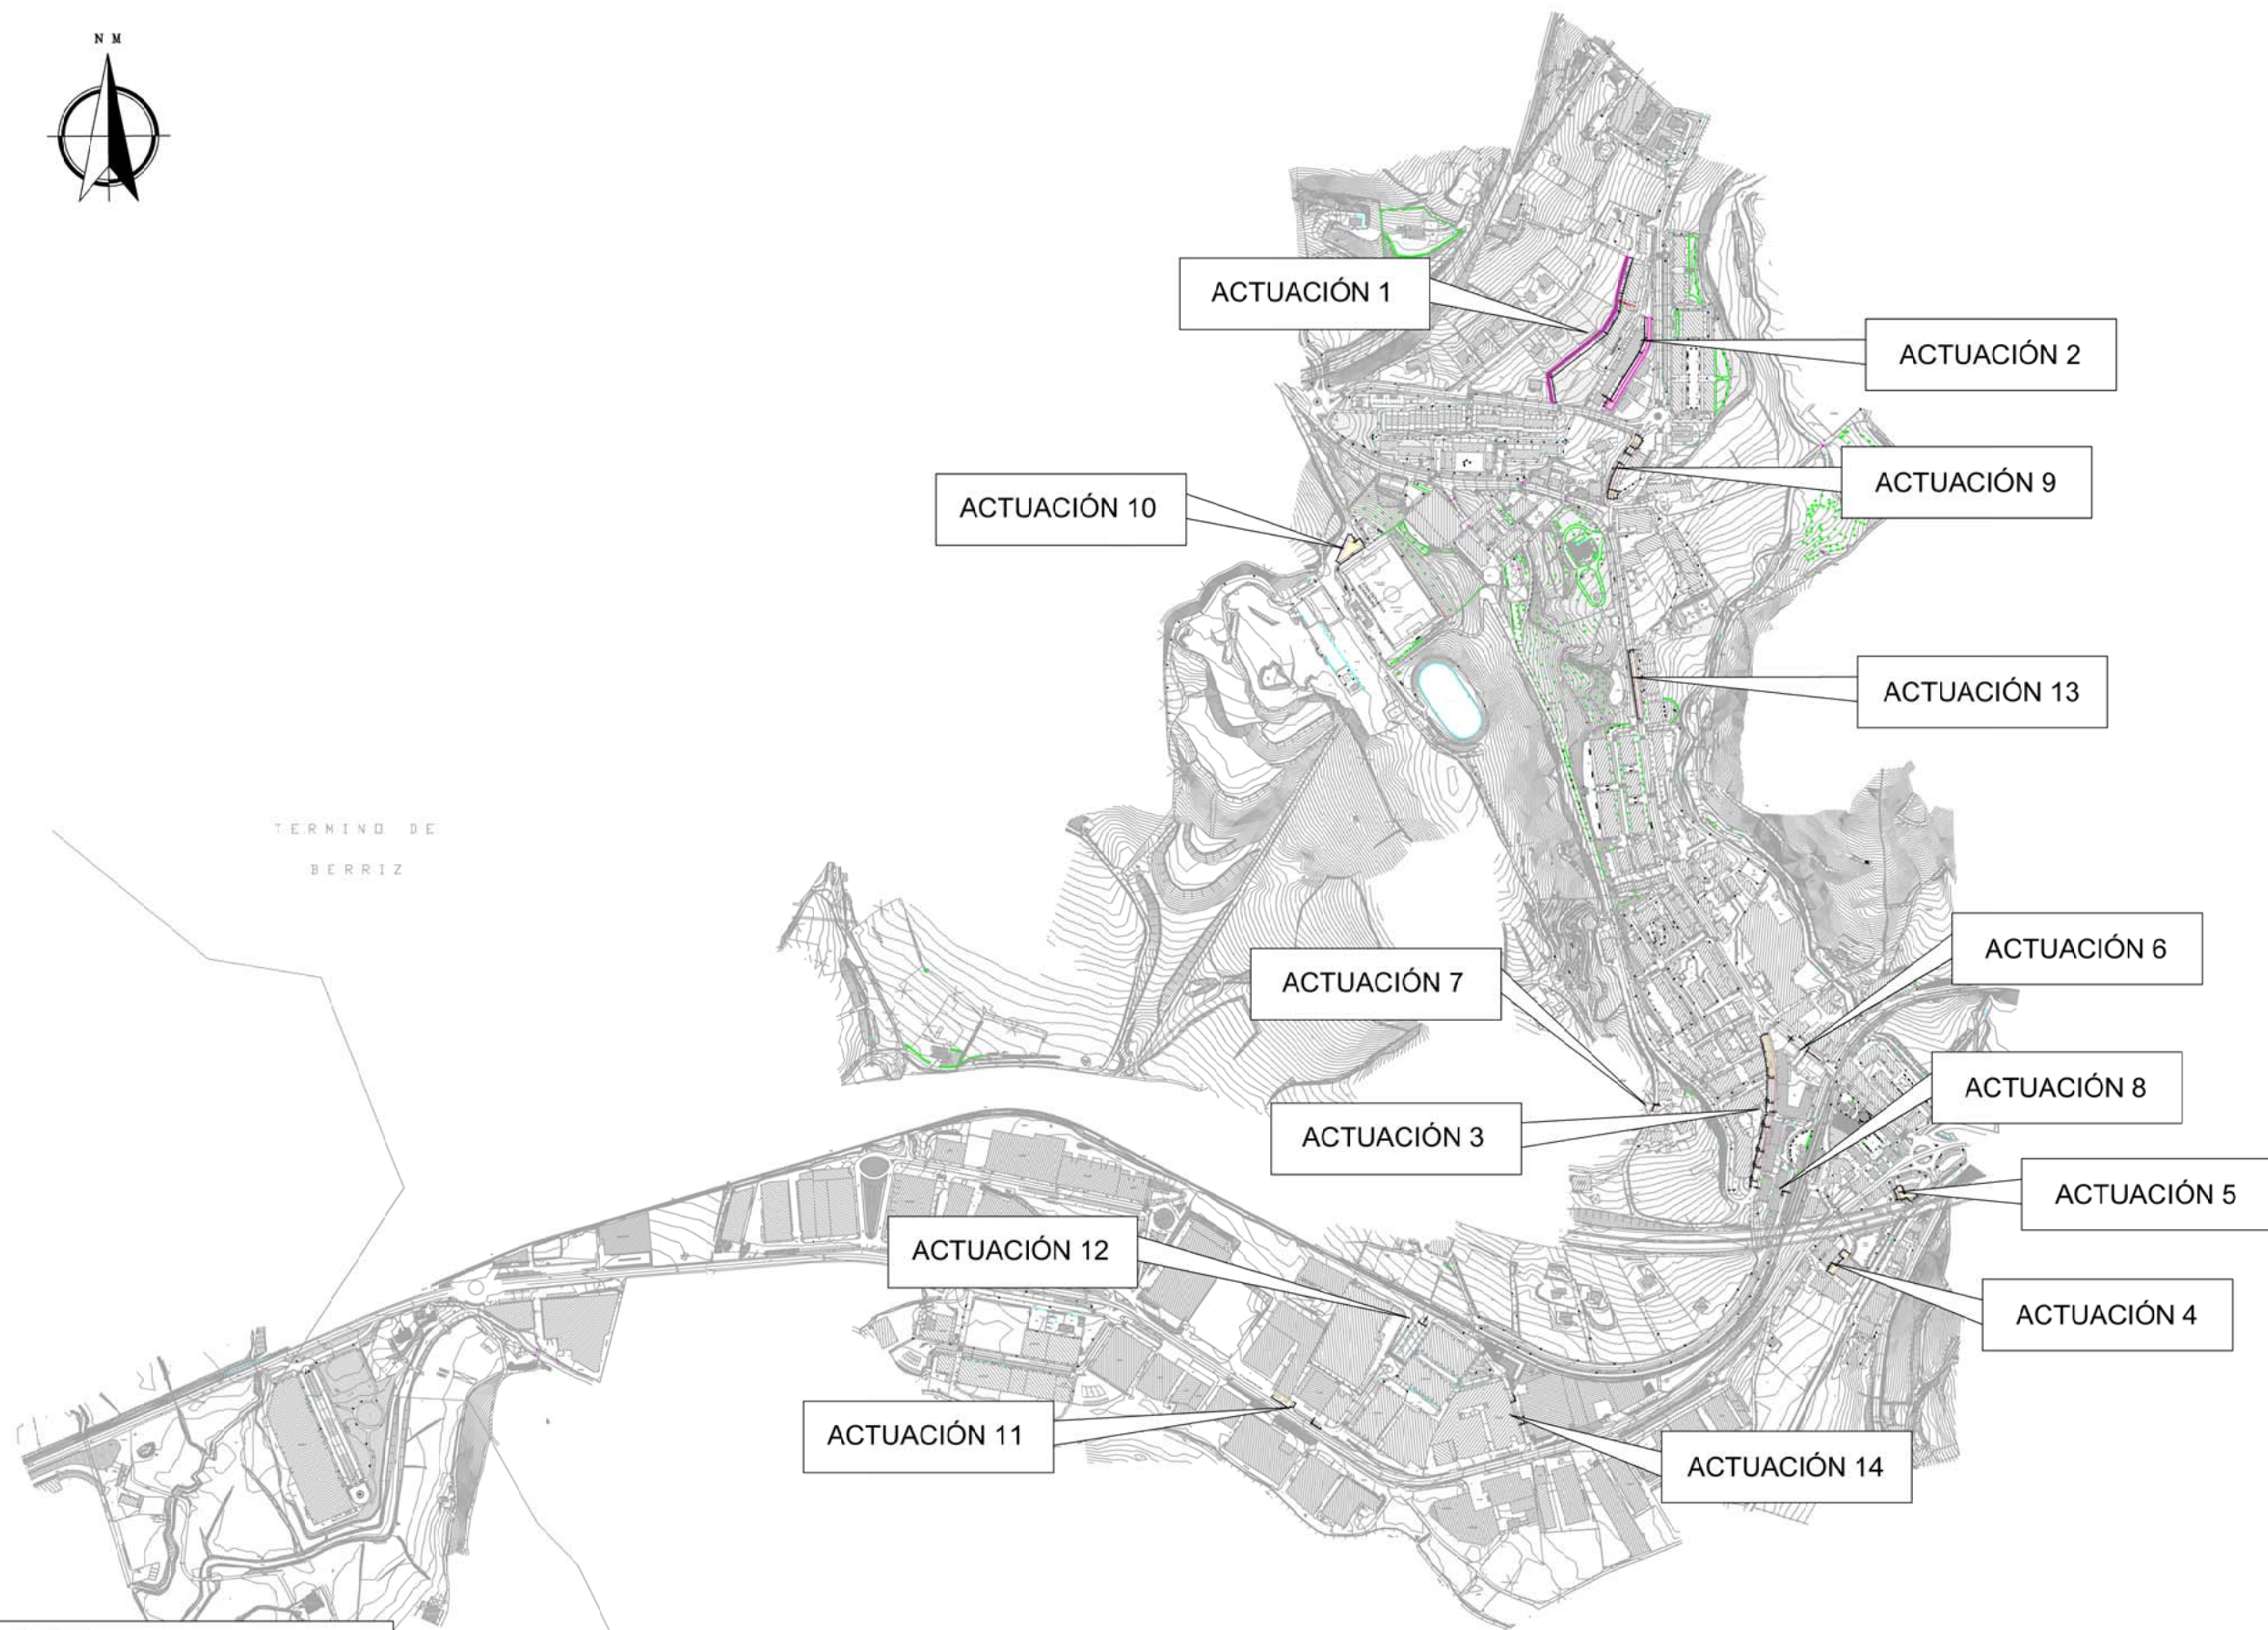 N M
ACTUACIÓN 1
ACTUACIÓN 2
ACTUACIÓN 9
ACTUACIÓN 10
ACTUACIÓN 13
TERMINO DE
BERRIZ
ACTUACIÓN 6
ACTUACIÓN 7
ACTUACIÓN 8
ACTUACIÓN 3
ACTUACIÓN 5
ACTUACIÓN 12
ACTUACIÓN 4
ACTUACIÓN 11
ACTUACIÓN 14